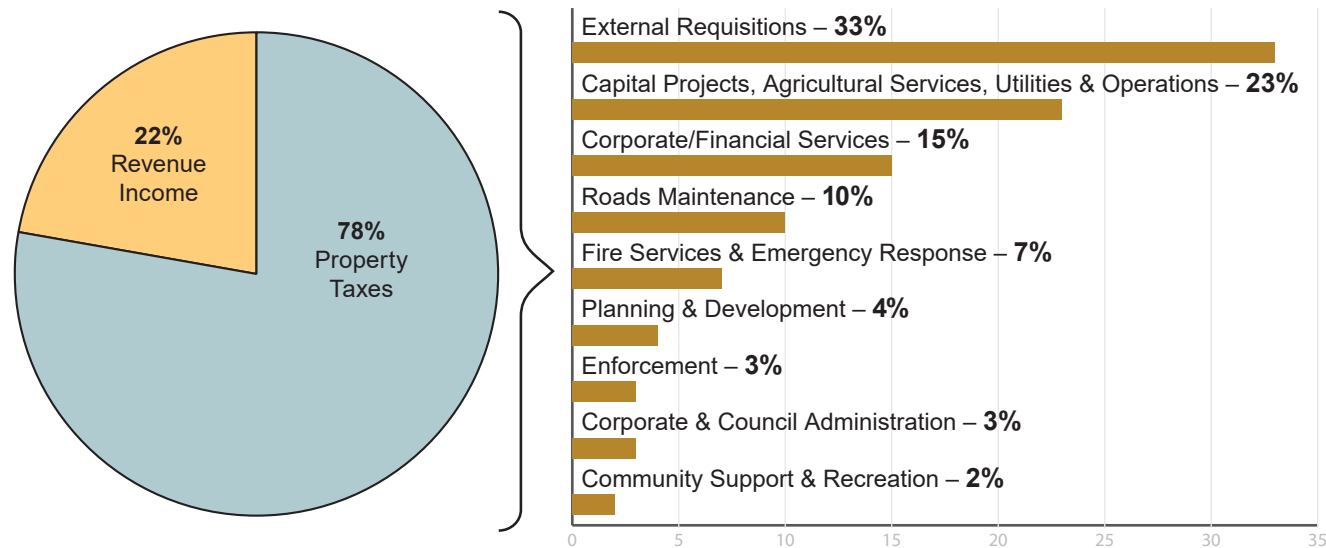 22%
Revenue
Income
78%
Property
Taxes
External Requisitions – 33%
Capital Projects, Agricultural Services, Utilities & Operations – 23%
Corporate/Financial Services – 15%
Roads Maintenance – 10%
Fire Services & Emergency Response – 7%
Planning & Development – 4%
Enforcement – 3%
Corporate & Council Administration – 3%
Community Support & Recreation – 2%
0 5 10 15 20 25 30 35